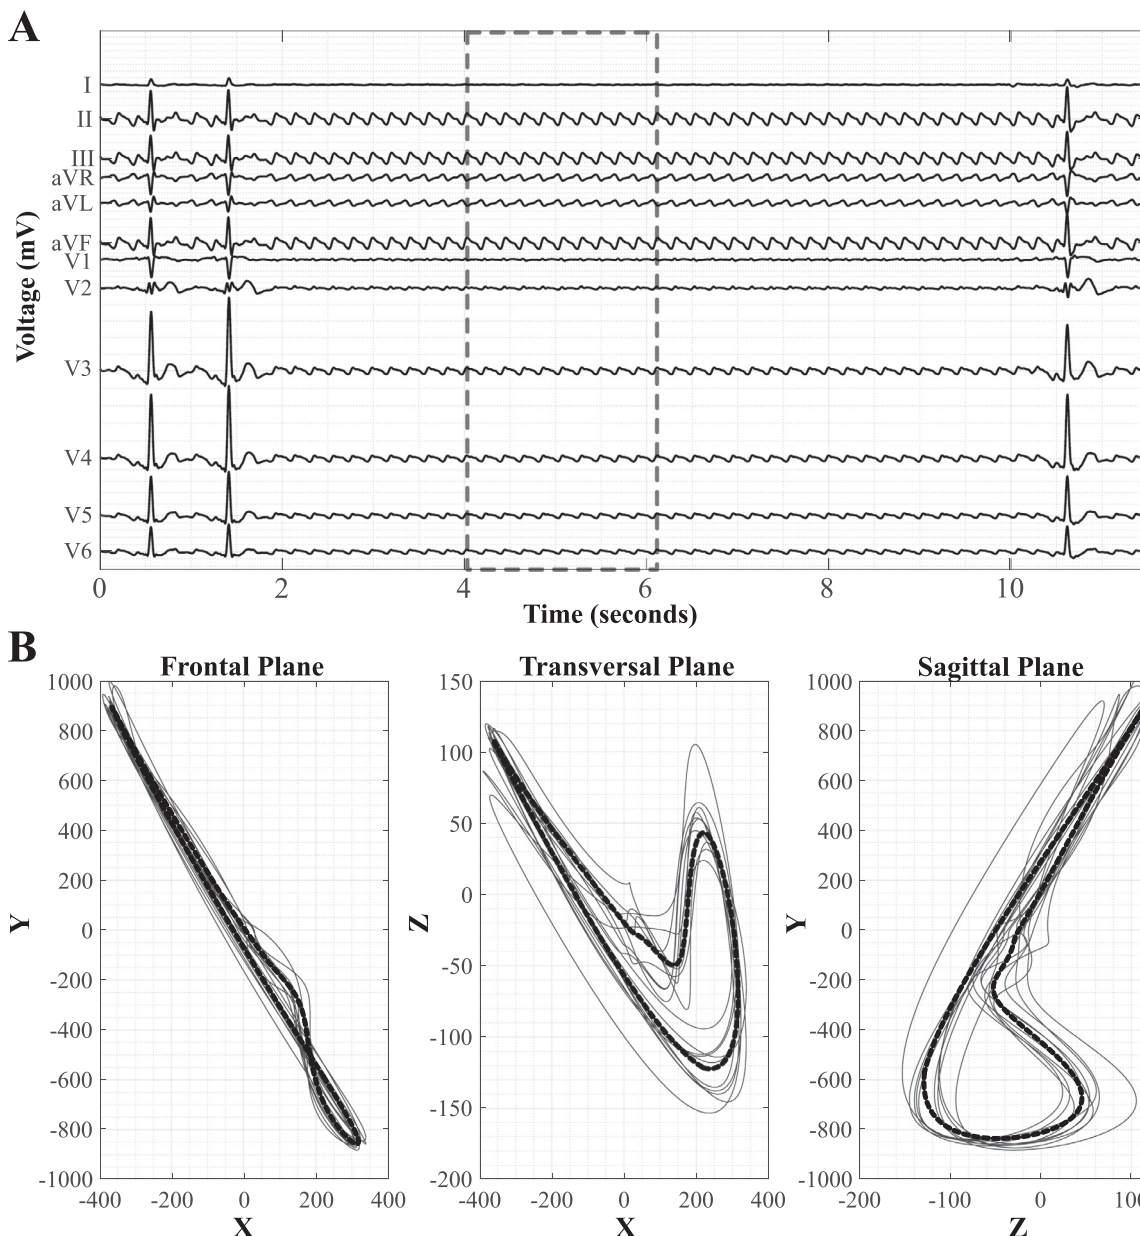 A
I
II
III
aVR
aVL
aVF
V1
V2
V3
V4
V5
V6
Voltage (mV)
0 2 4 6 8 10
Time (seconds)
B
Frontal Plane Transversal Plane Sagittal Plane
1000
800
600
400
200
0
-200
-400
-600
-800
-1000
Y
-400 -200 0 200 400
X
150
100
50
0
-50
-100
-150
-200
Z
-400 -200 0 200 400
X
1000
800
600
400
200
0
-200
-400
-600
-800
-1000
Y
-200 -100 0 100
Z